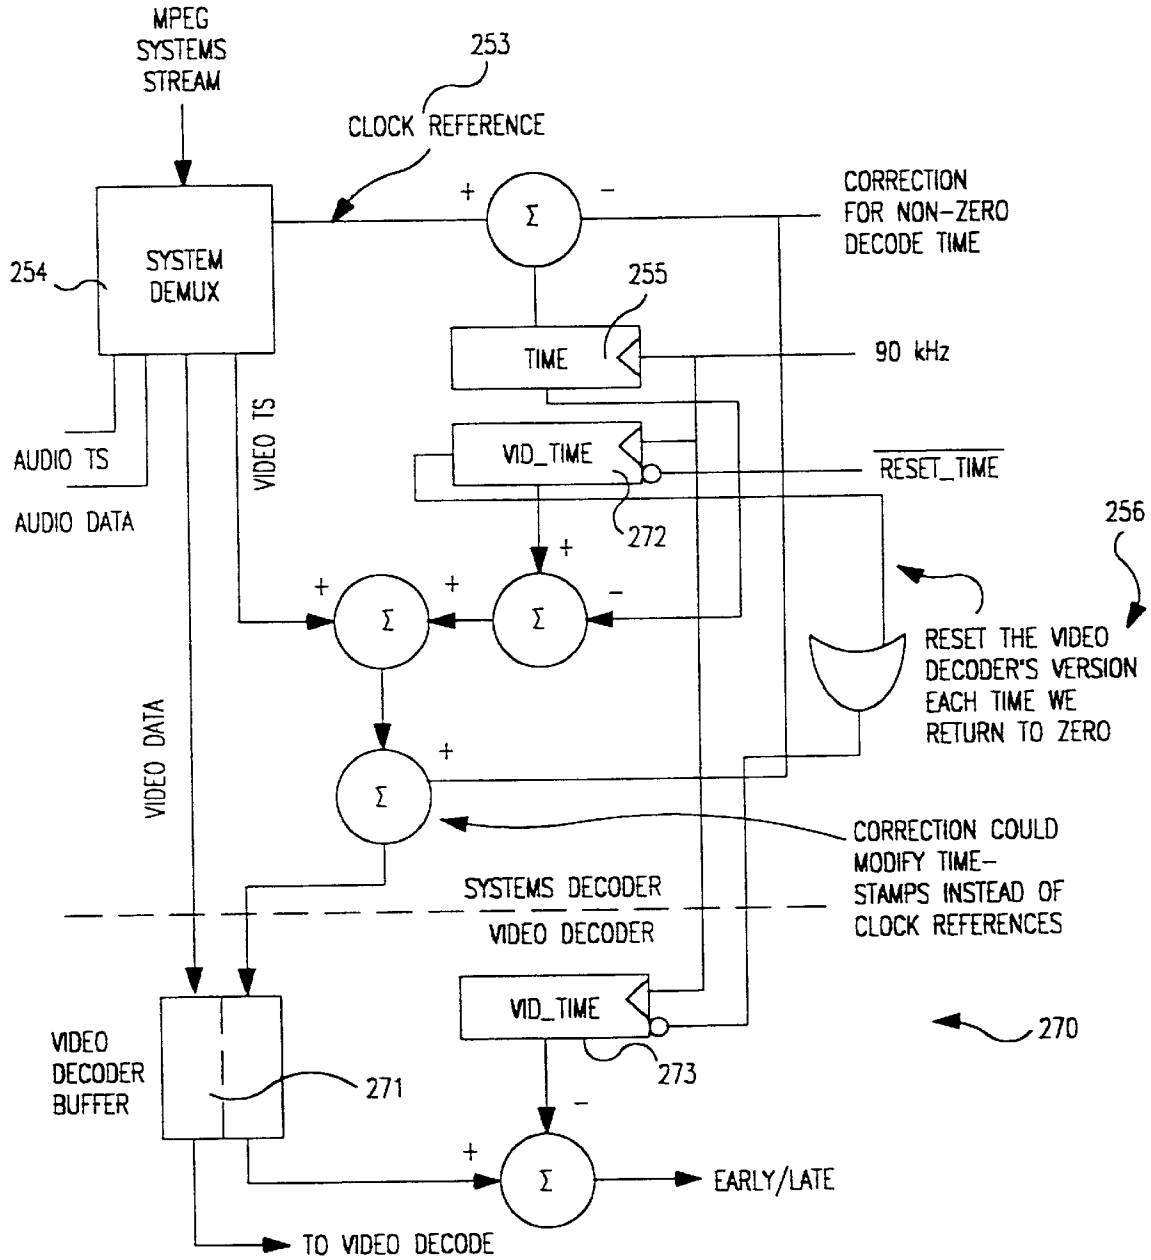 MPEG
SYSTEMS
STREAM
253
CLOCK REFERENCE
+
Σ
−
CORRECTION
FOR NON-ZERO
DECODE TIME
254
SYSTEM
DEMUX
255
TIME
90 kHz
AUDIO TS
AUDIO DATA
VIDEO TS
VID_TIME
RESET_TIME
272
256
+
+
+
−
Σ
Σ
RESET THE VIDEO
DECODER'S VERSION
EACH TIME WE
RETURN TO ZERO
VIDEO DATA
+
Σ
CORRECTION COULD
MODIFY TIME-
STAMPS INSTEAD OF
CLOCK REFERENCES
SYSTEMS DECODER
VIDEO DECODER
VID_TIME
270
VIDEO
DECODER
BUFFER
271
273
−
+
Σ
EARLY/LATE
TO VIDEO DECODE